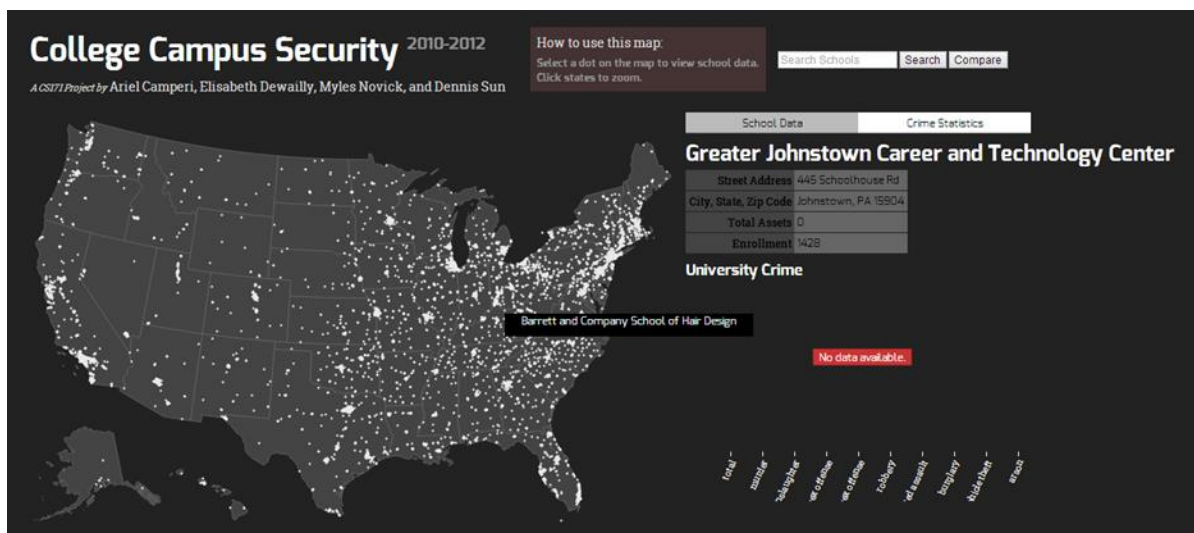 College Campus Security 2010-2012
A CS171 Project by Ariel Camperi, Elisabeth Dewailly, Myles Novick, and Dennis Sun
How to use this map:
Select a dot on the map to view school data.
Click states to zoom.
Search Schools Search Compare
School Data Crime Statistics
Greater Johnstown Career and Technology Center
Street Address 445 Schoolhouse Rd
City, State, Zip Code Johnstown, PA 15904
Total Assets 0
Enrollment 1428
University Crime
Barrett and Company School of Hair Design
No data available.
total
murder
robbery
burglary
arson